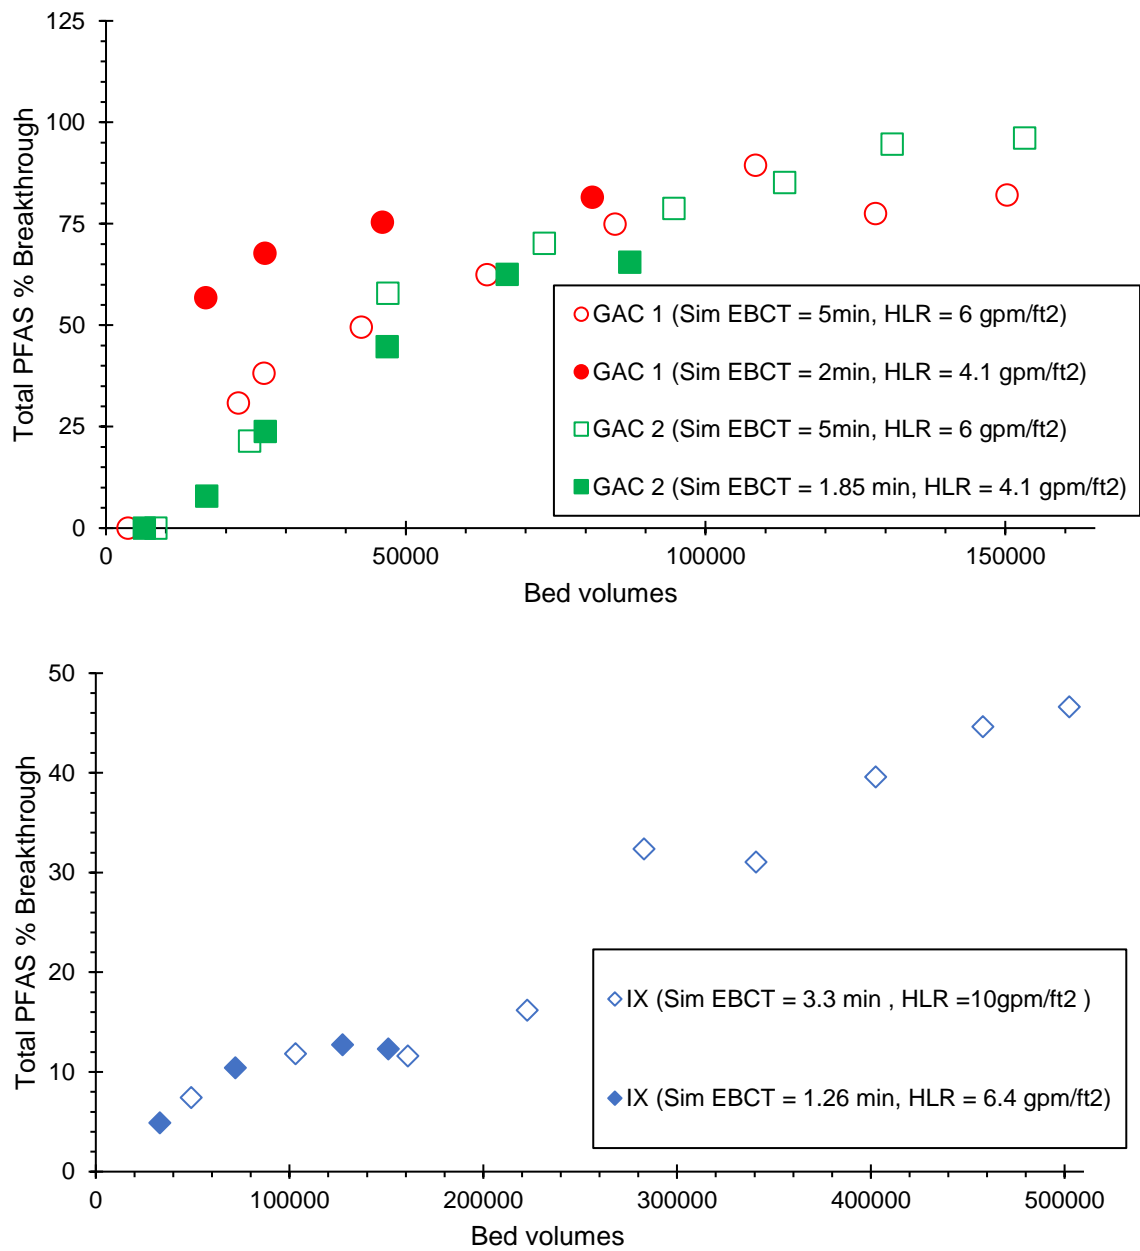 125
100
75
50
25
0
Total PFAS % Breakthrough
GAC 1 (Sim EBCT = 5min, HLR = 6 gpm/ft2)
GAC 1 (Sim EBCT = 2min, HLR = 4.1 gpm/ft2)
GAC 2 (Sim EBCT = 5min, HLR = 6 gpm/ft2)
GAC 2 (Sim EBCT = 1.85 min, HLR = 4.1 gpm/ft2)
0 50000 100000 150000
Bed volumes
50
40
30
20
10
0
Total PFAS % Breakthrough
IX (Sim EBCT = 3.3 min , HLR =10gpm/ft2 )
IX (Sim EBCT = 1.26 min, HLR = 6.4 gpm/ft2)
0 100000 200000 300000 400000 500000
Bed volumes